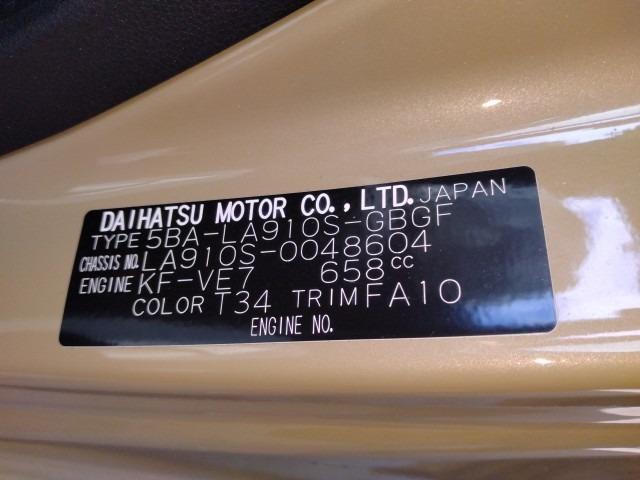 DAIHATSU MOTOR CO., LTD. JAPAN
TYPE 5BA-LA910S-GBGF
CHASSIS NO. LA910S-0048604
ENGINE KF-VE7 658cc
COLOR T34 TRIM FA10
ENGINE NO.